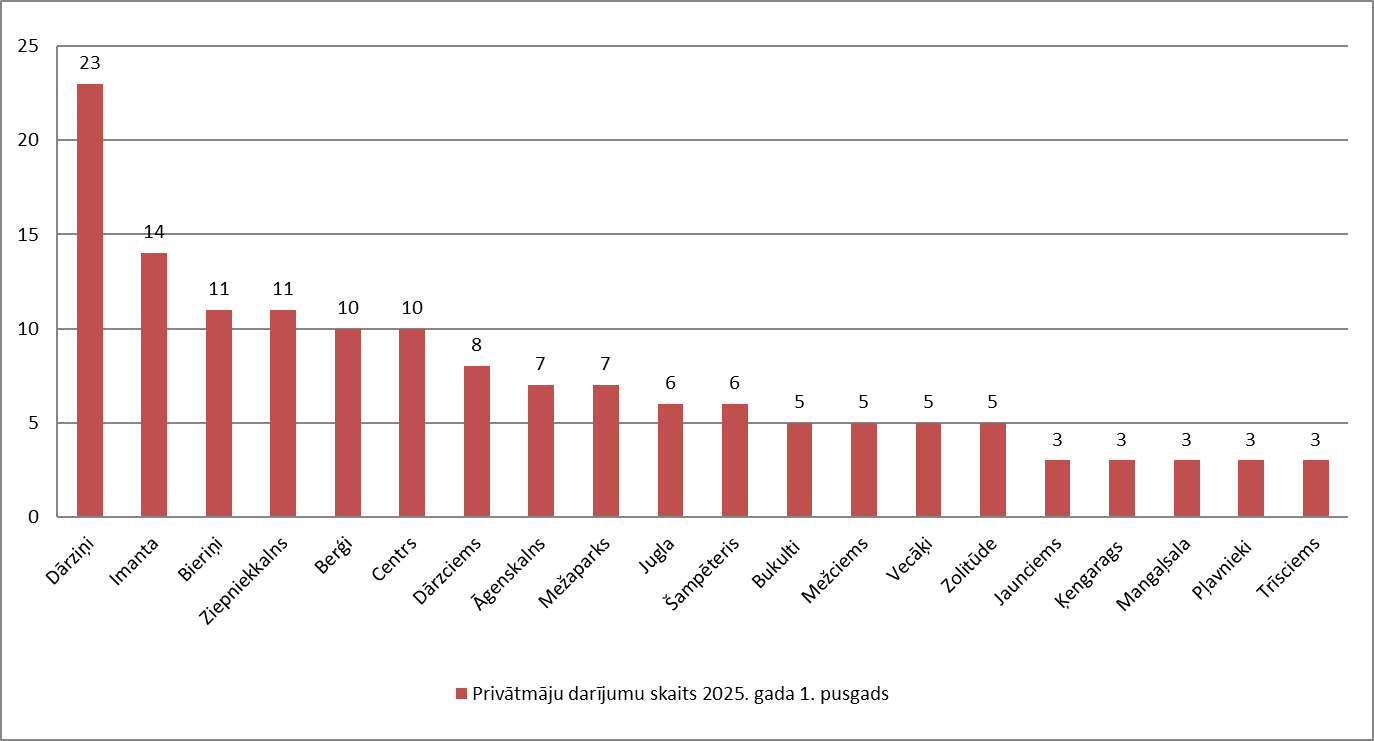 25
20
15
10
5
0
23
14
11
11
10
10
8
7
7
6
6
5
5
5
5
3
3
3
3
3
Dārziņi
Imanta
Bieriņi
Ziepniekkalns
Berģi
Centrs
Dārzciems
Āgenskalns
Mežaparks
Jugla
Šampēteris
Bukulti
Mežciems
Vecāķi
Zolitūde
Jaunciems
Ķengarags
Mangaļsala
Pļavnieki
Trīsciems
Privātmāju darījumu skaits 2025. gada 1. pusgads